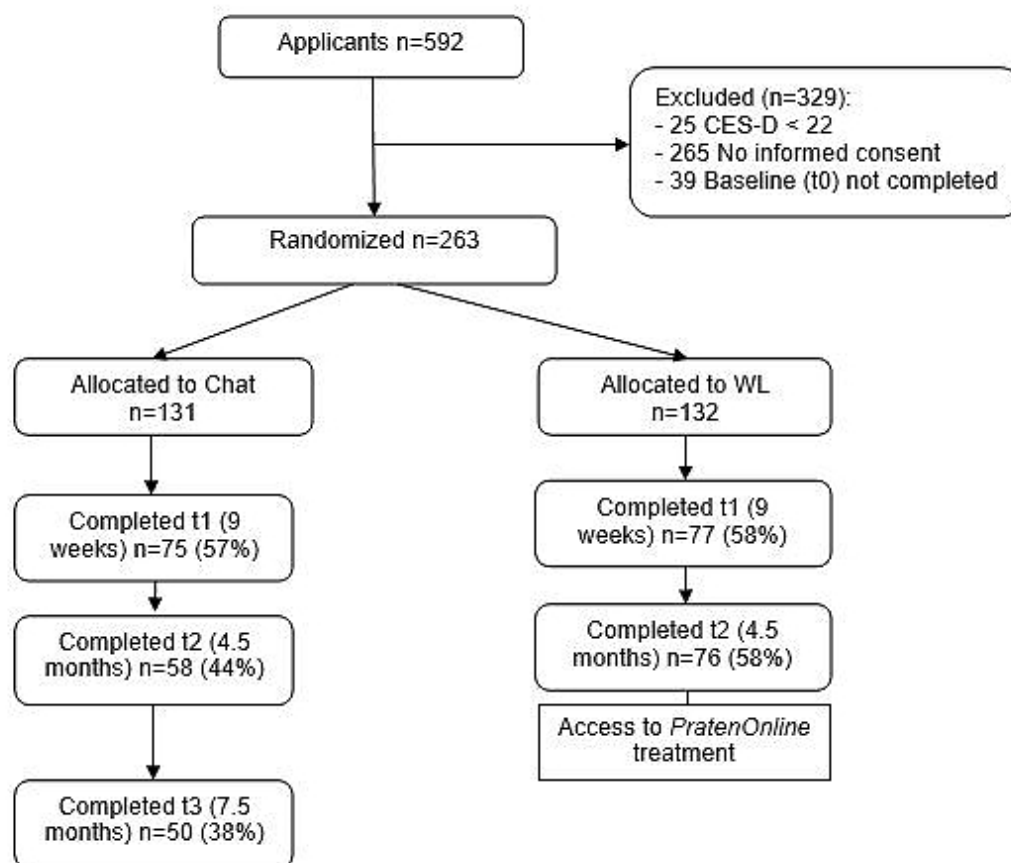 Applicants n=592
Excluded (n=329):
- 25 CES-D < 22
- 265 No informed consent
- 39 Baseline (t0) not completed
Randomized n=263
Allocated to Chat
n=131
Allocated to WL
n=132
Completed t1 (9
weeks) n=75 (57%)
Completed t1 (9
weeks) n=77 (58%)
Completed t2 (4.5
months) n=58 (44%)
Completed t2 (4.5
months) n=76 (58%)
Access to PratenOnline
treatment
Completed t3 (7.5
months) n=50 (38%)